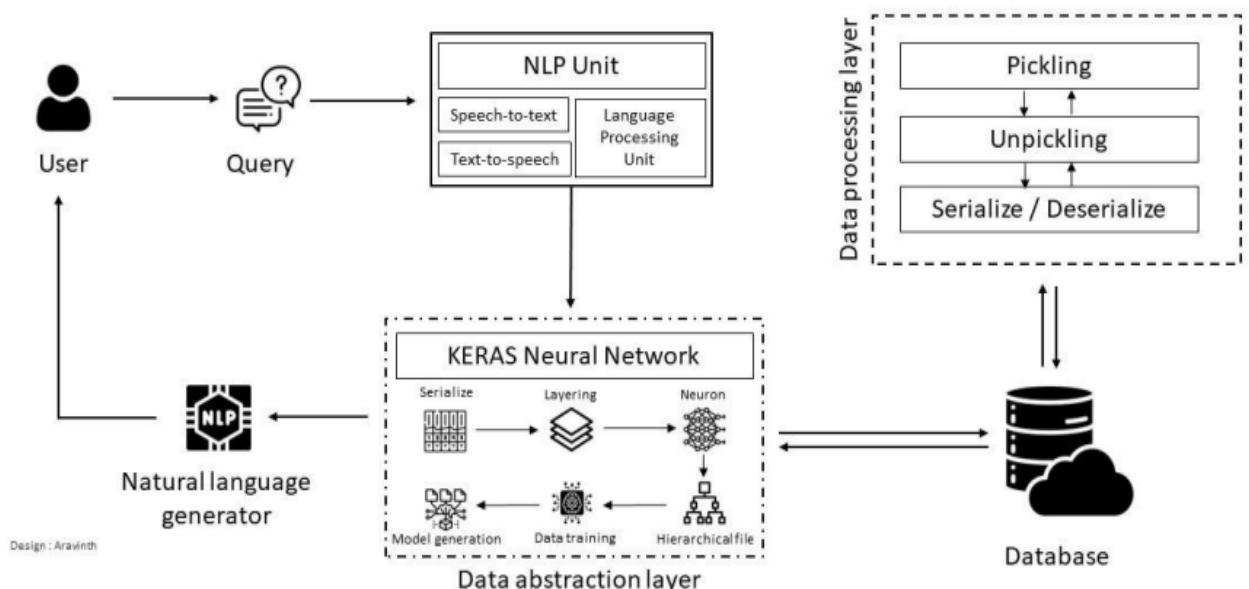 User
Query
NLP Unit
Speech-to-text
Text-to-speech
Language
Processing
Unit
Data processing layer
Pickling
Unpickling
Serialize / Deserialize
KERAS Neural Network
Serialize
Layering
Neuron
Model generation
Data training
Hierarchical file
Data abstraction layer
NLP
Natural language
generator
Database
Design : Aravinth